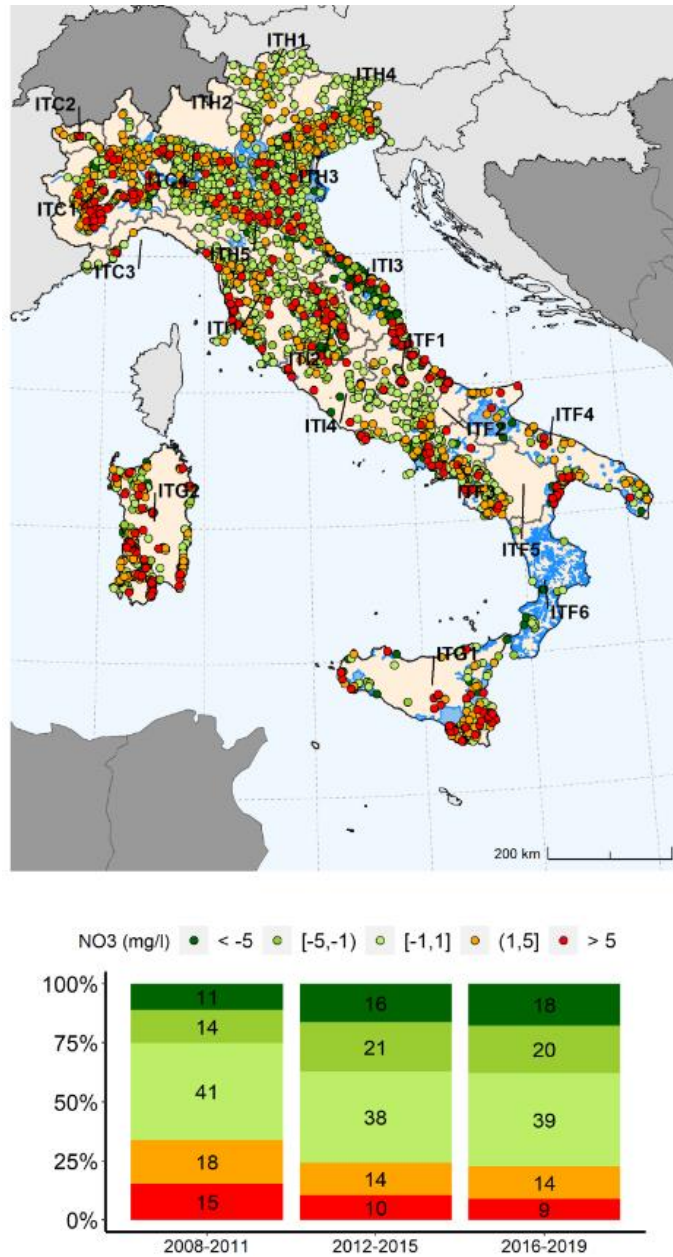 ITH1
ITH4
ITC2
ITH2
ITH3
ITC4
ITC1
ITH5
ITC3
ITI3
ITI1
ITI2
ITF1
ITI4
ITF2
ITF4
ITG2
ITF3
ITF5
ITF6
ITG1
200 km
NO3 (mg/l) < -5 [-5,-1) [-1,1] (1,5] > 5
100%
11 16 18
14 21 20
75%
41 38 39
50%
25%
18 14 14
15 10 9
0%
2008-2011 2012-2015 2016-2019